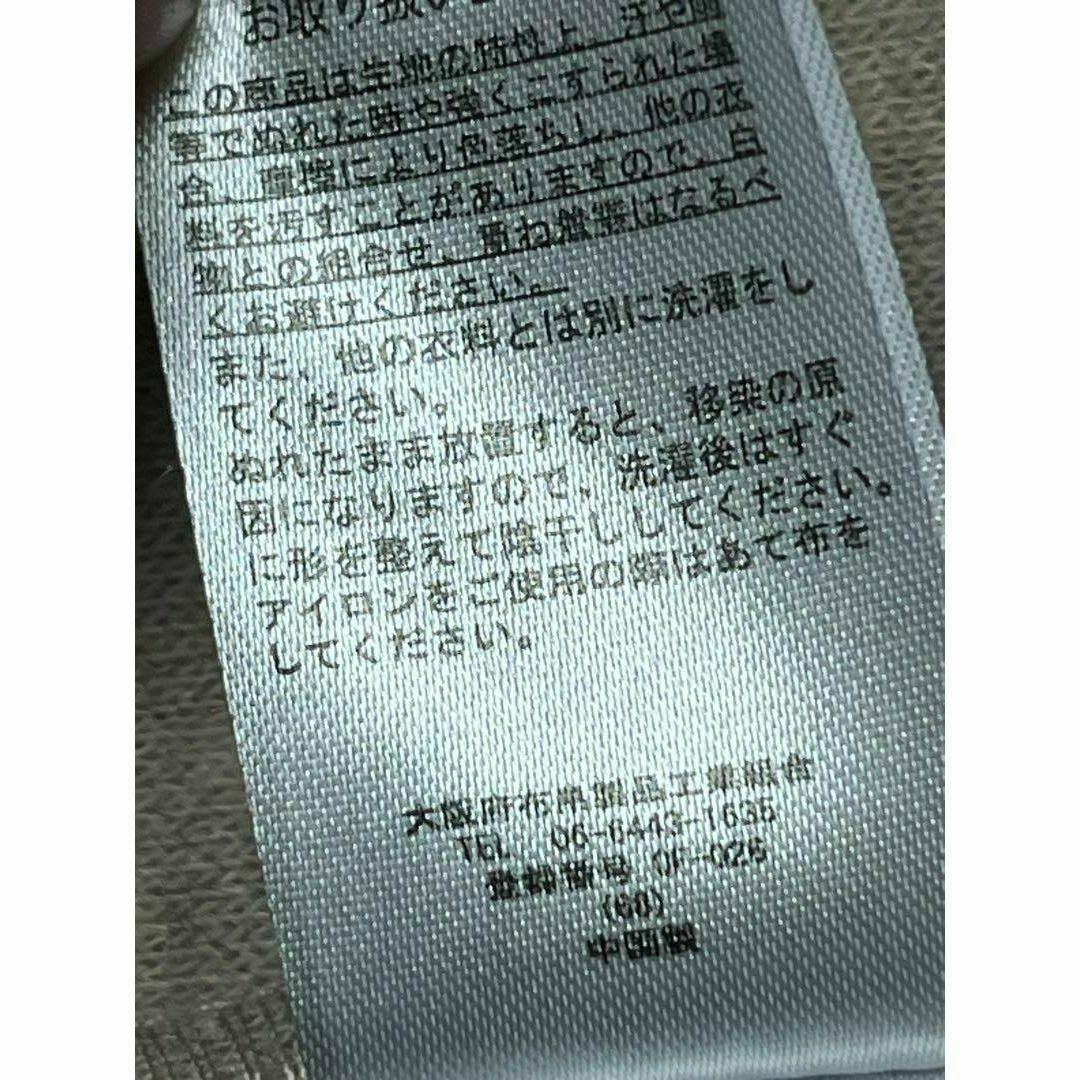 お取り扱い
この商品は生地の特性上、汗や雨
等でぬれた時や強くこすられた場
合、摩擦により色落ちし、他の衣
料を汚すことがありますので、白
物との組合せ、重ね着等はなるべ
くお避けください。
また、他の衣料とは別に洗濯をし
てください。
ぬれたまま放置すると、移染の原
因になりますので、洗濯後はすぐ
に形を整えて陰干ししてください。
アイロンをご使用の際はあて布を
してください。
大阪府布帛製品工業組合
TEL 06-6443-1635
登録番号 OF-026
(60)
中国製